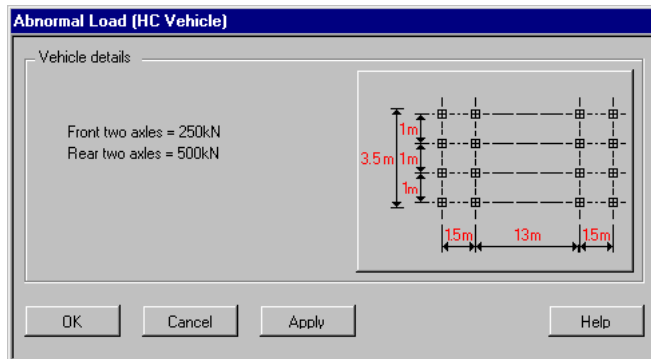 Abnormal Load (HC Vehicle)
Vehicle details
Front two axles = 250kN
Rear two axles = 500kN
1m
3.5m 1m
1m
1.5m 13m 1.5m
OK Cancel Apply Help